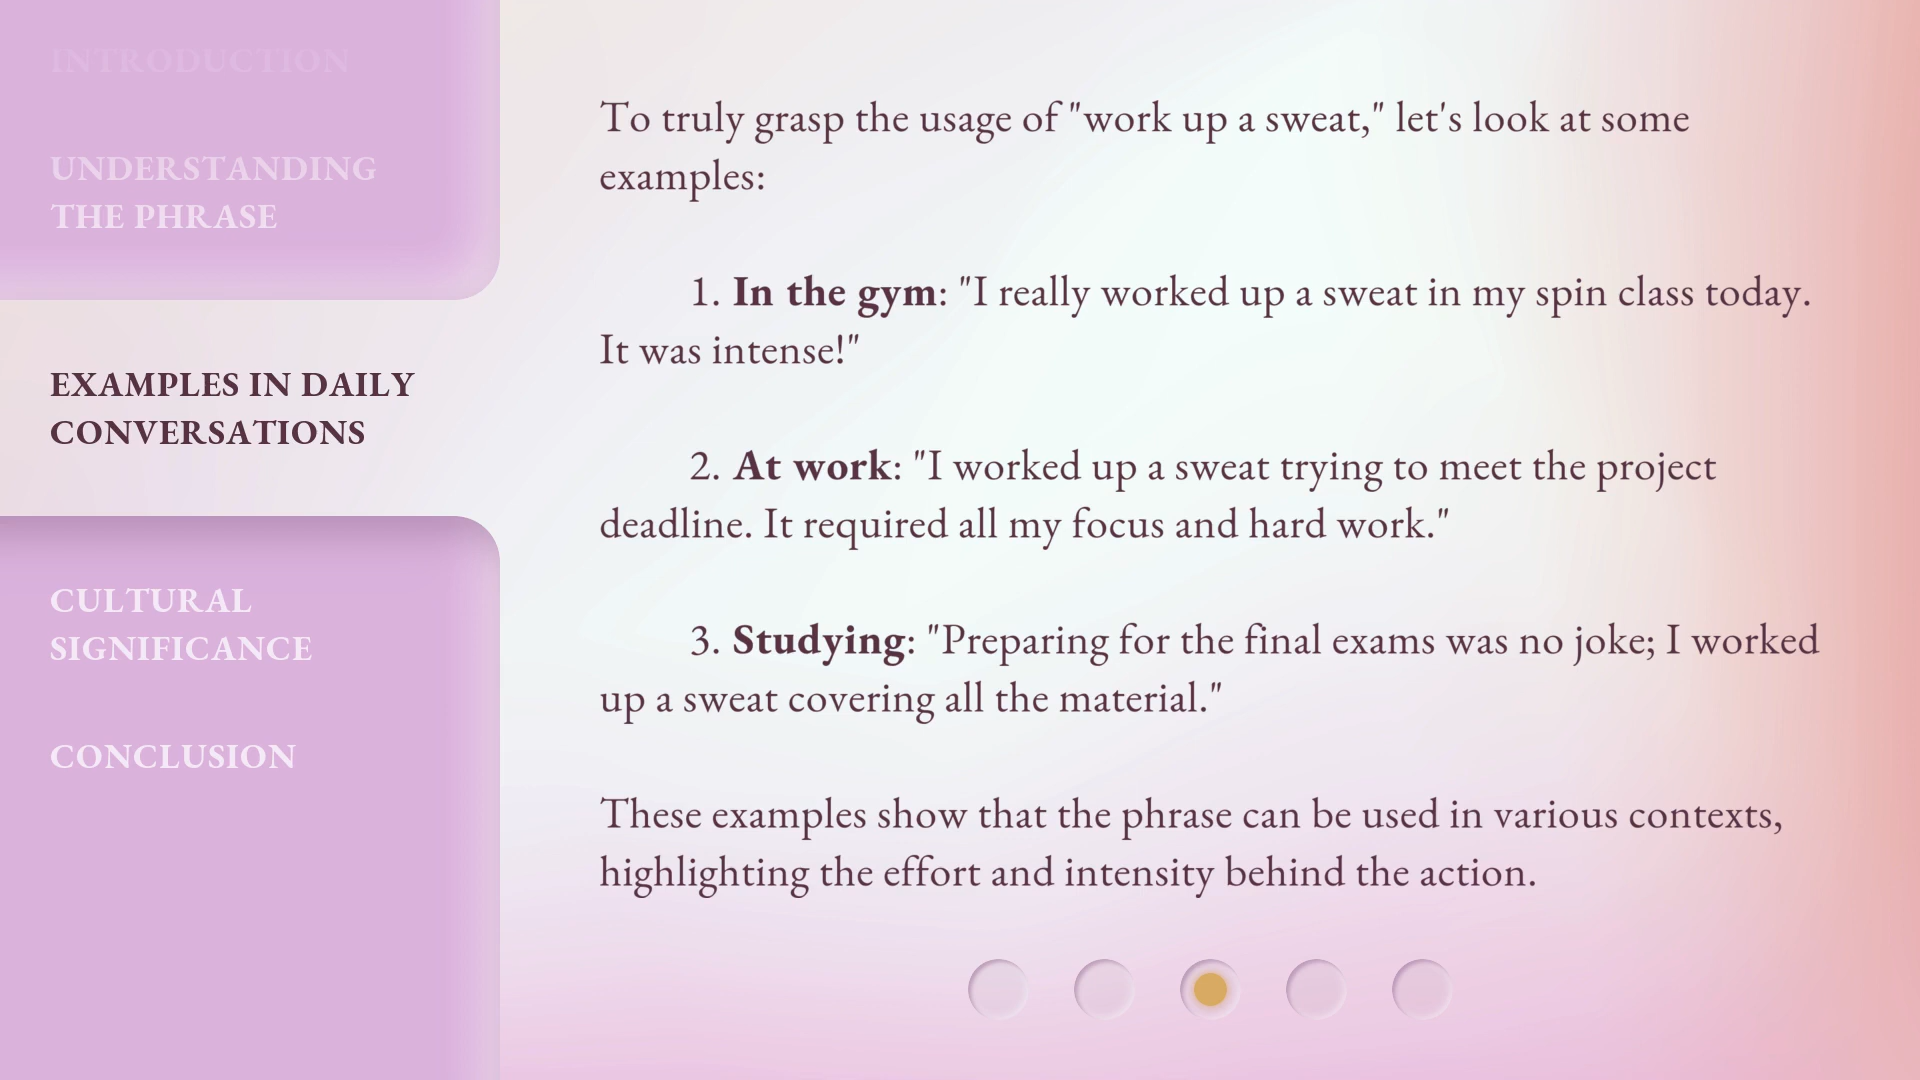 INTRODUCTION
UNDERSTANDING
THE PHRASE
EXAMPLES IN DAILY
CONVERSATIONS
CULTURAL
SIGNIFICANCE
CONCLUSION
To truly grasp the usage of "work up a sweat," let's look at some
examples:
1. In the gym: "I really worked up a sweat in my spin class today.
It was intense!"
2. At work: "I worked up a sweat trying to meet the project
deadline. It required all my focus and hard work."
3. Studying: "Preparing for the final exams was no joke; I worked
up a sweat covering all the material."
These examples show that the phrase can be used in various contexts,
highlighting the effort and intensity behind the action.